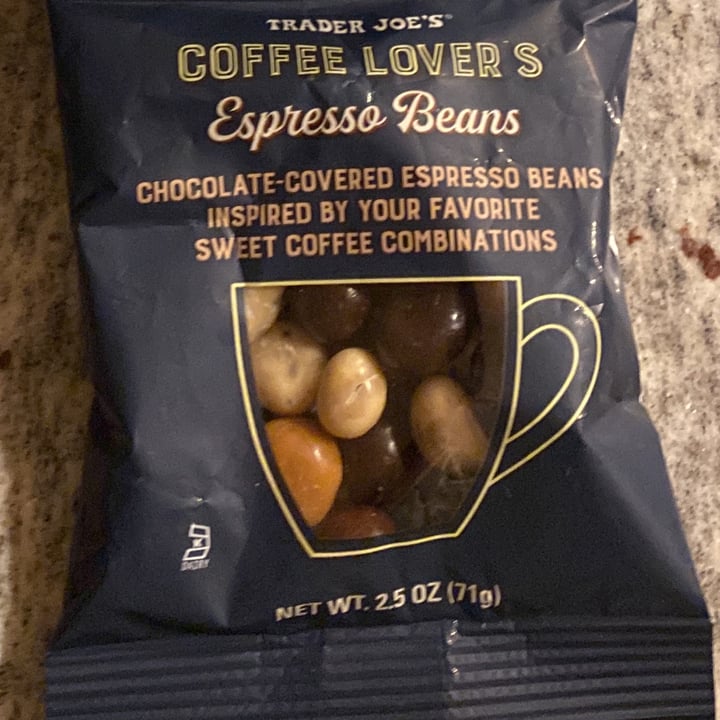 TRADER JOE'S®
COFFEE LOVER'S
Espresso Beans
CHOCOLATE-COVERED ESPRESSO BEANS
INSPIRED BY YOUR FAVORITE
SWEET COFFEE COMBINATIONS
K
DAIRY
NET WT. 2.5 OZ (71g)